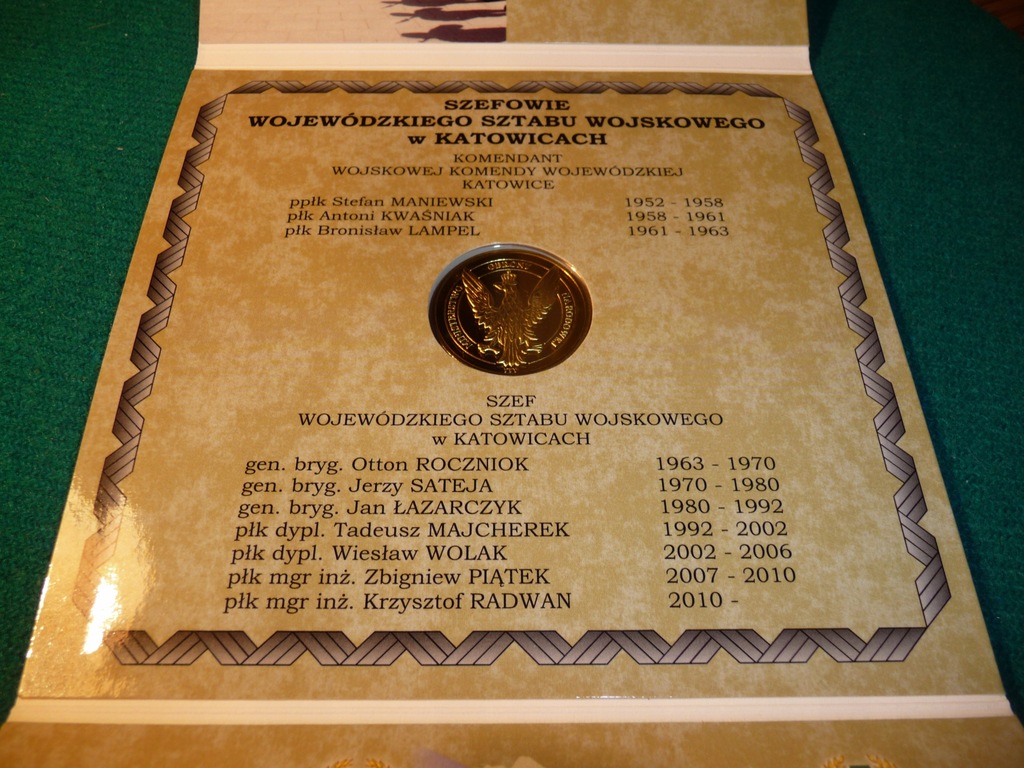 SZEFOWIE
WOJEWÓDZKIEGO SZTABU WOJSKOWEGO
w KATOWICACH
KOMENDANT
WOJSKOWEJ KOMENDY WOJEWÓDZKIEJ
KATOWICE
ppłk Stefan MANIEWSKI 1952 - 1958
płk Antoni KWAŚNIAK 1958 - 1961
płk Bronisław LAMPEL 1961 - 1963
MINISTERSTWO OBRONY NARODOWEJ
SZEF
WOJEWÓDZKIEGO SZTABU WOJSKOWEGO
w KATOWICACH
gen. bryg. Otton ROCZNIOK 1963 - 1970
gen. bryg. Jerzy SATEJA 1970 - 1980
gen. bryg. Jan ŁAZARCZYK 1980 - 1992
płk dypl. Tadeusz MAJCHEREK 1992 - 2002
płk dypl. Wiesław WOLAK 2002 - 2006
płk mgr inż. Zbigniew PIĄTEK 2007 - 2010
płk mgr inż. Krzysztof RADWAN 2010 -